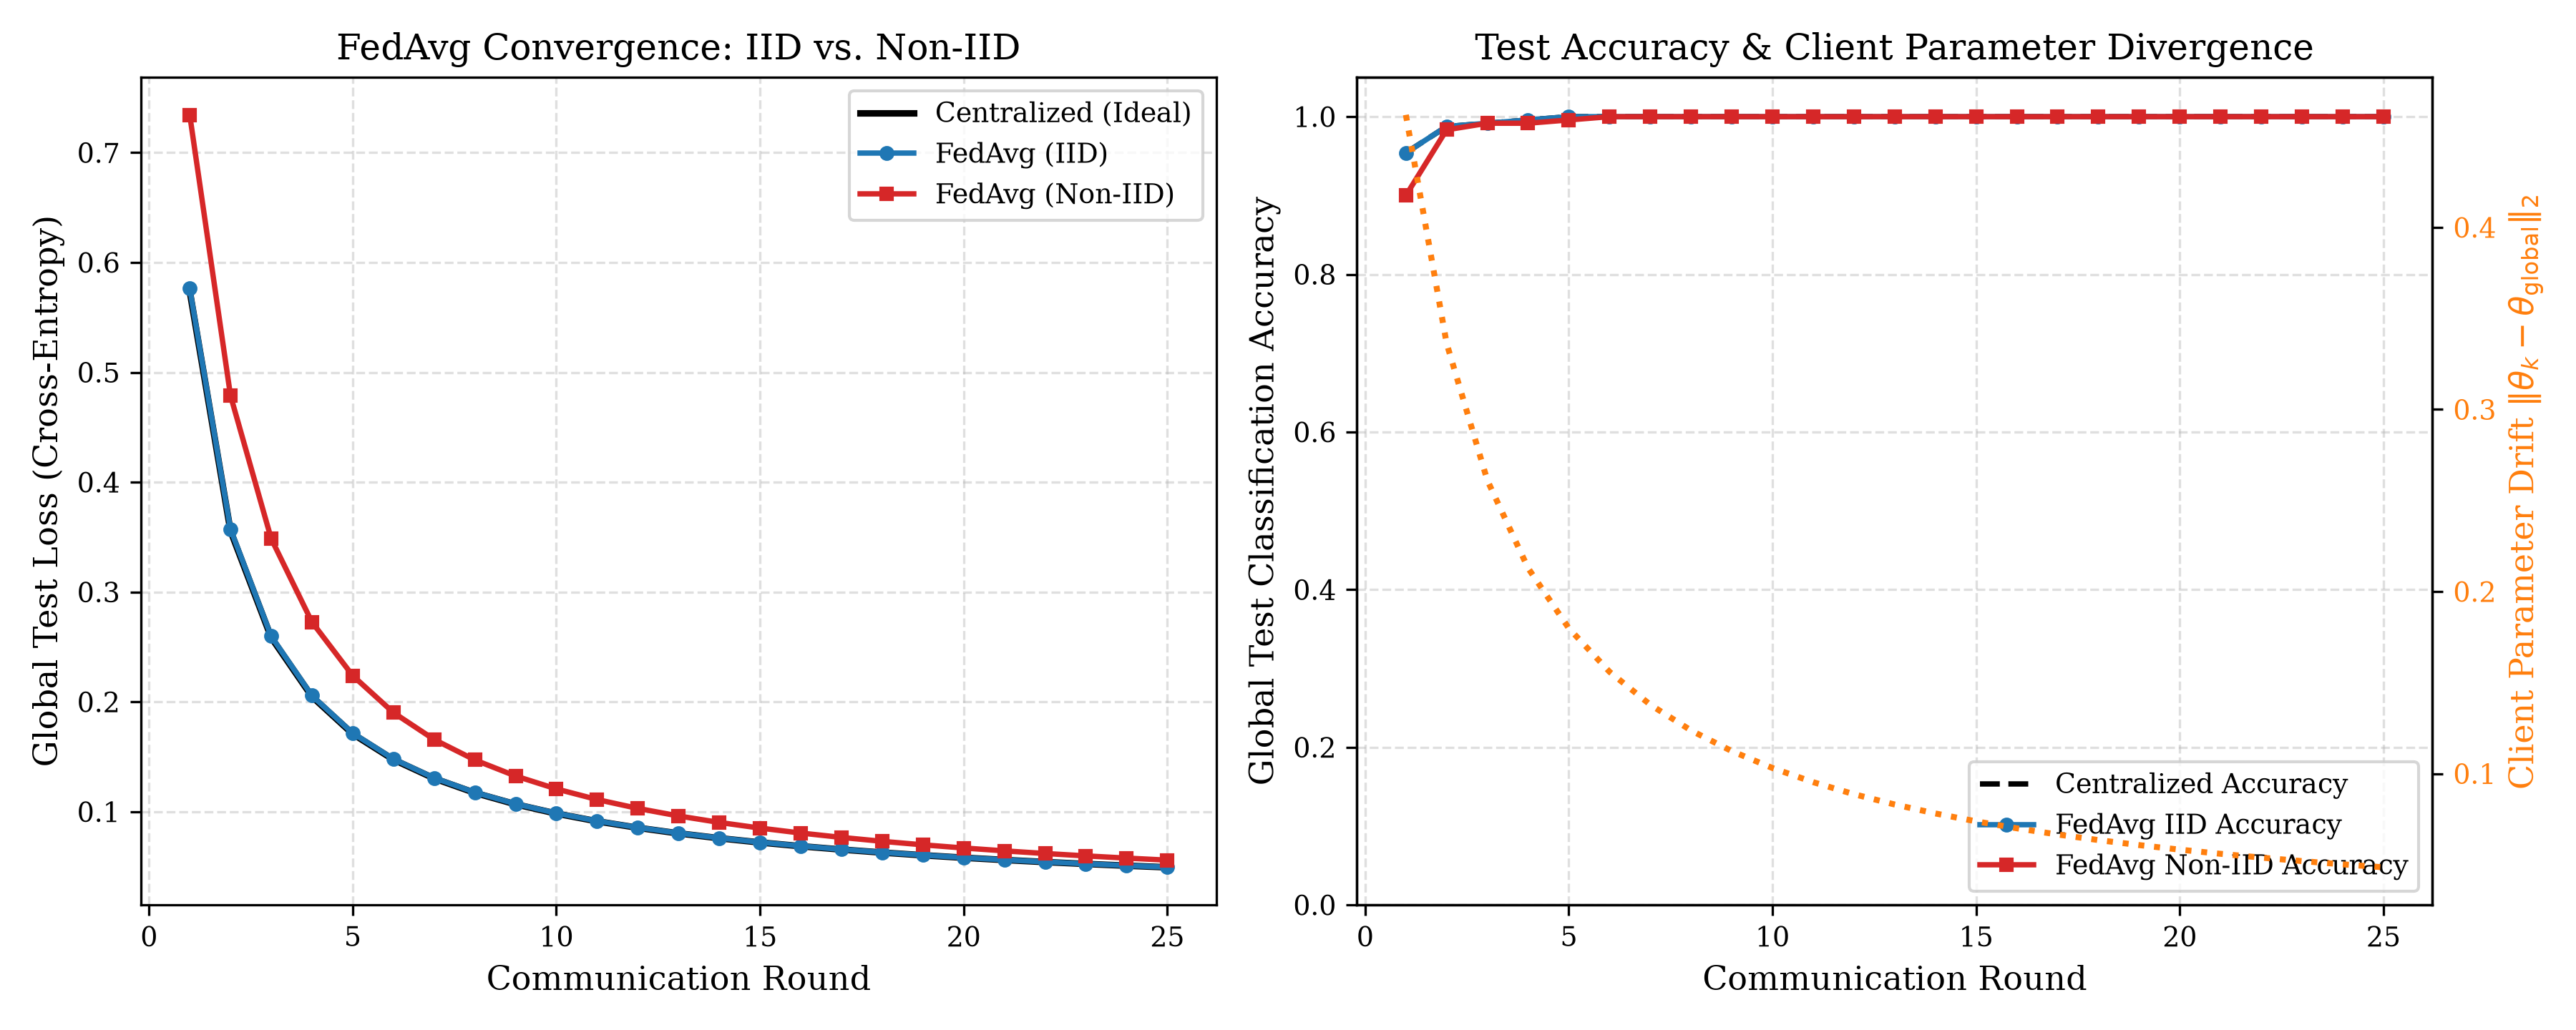 FedAvg Convergence: IID vs. Non-IID
Global Test Loss (Cross-Entropy)
0.7
0.6
0.5
0.4
0.3
0.2
0.1
Centralized (Ideal)
FedAvg (IID)
FedAvg (Non-IID)
0 5 10 15 20 25
Communication Round
Test Accuracy & Client Parameter Divergence
Global Test Classification Accuracy
1.0
0.8
0.6
0.4
0.2
0.0
Centralized Accuracy
FedAvg IID Accuracy
FedAvg Non-IID Accuracy
0.4
0.3
0.2
0.1
Client Parameter Drift ‖θk − θglobal‖2
0 5 10 15 20 25
Communication Round